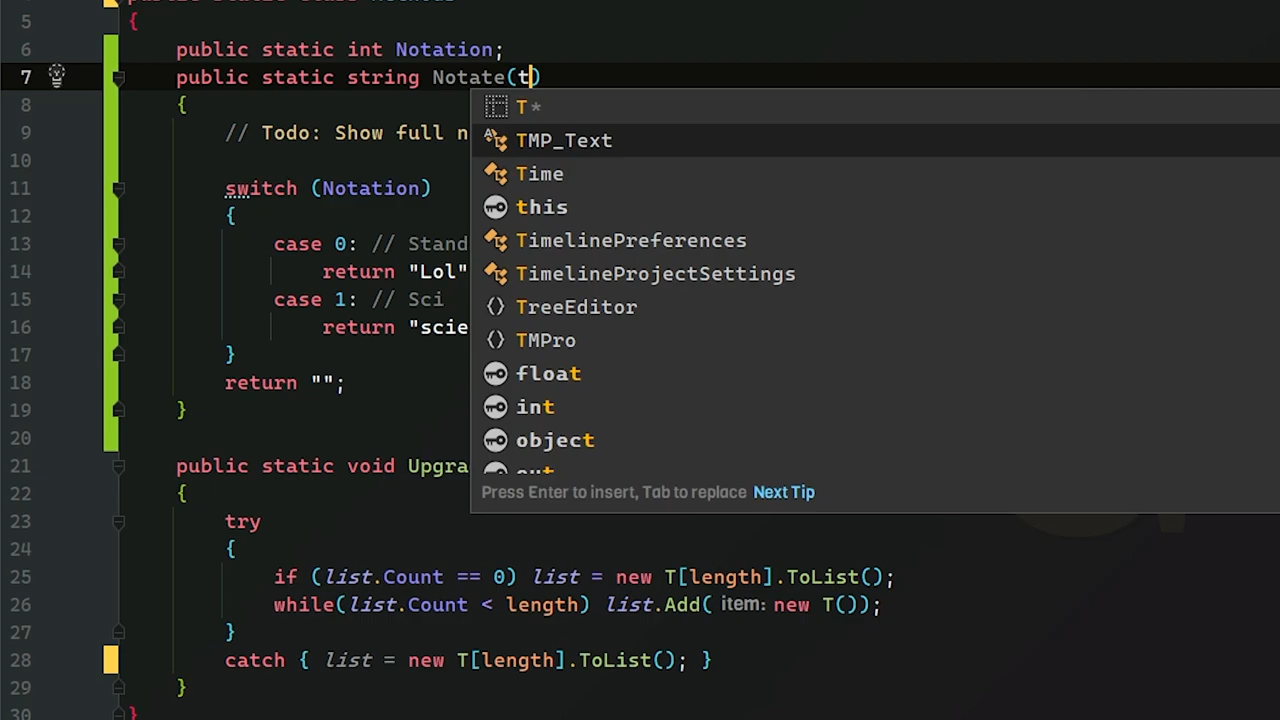 5 {
6 public static int Notation;
7 public static string Notate(t)
8 {
9 // Todo: Show full n
10
11 switch (Notation)
12 {
13 case 0: // Stand
14 return "Lol"
15 case 1: // Sci
16 return "scie
17 }
18 return "";
19 }
20
21 public static void Upgra
22 {
23 try
24 {
25 if (list.Count == 0) list = new T[length].ToList();
26 while(list.Count < length) list.Add( item: new T());
27 }
28 catch { list = new T[length].ToList(); }
29 }
30 }
T *
TMP_Text
Time
this
TimelinePreferences
TimelineProjectSettings
TreeEditor
TMPro
float
int
object
out
Press Enter to insert, Tab to replace Next Tip